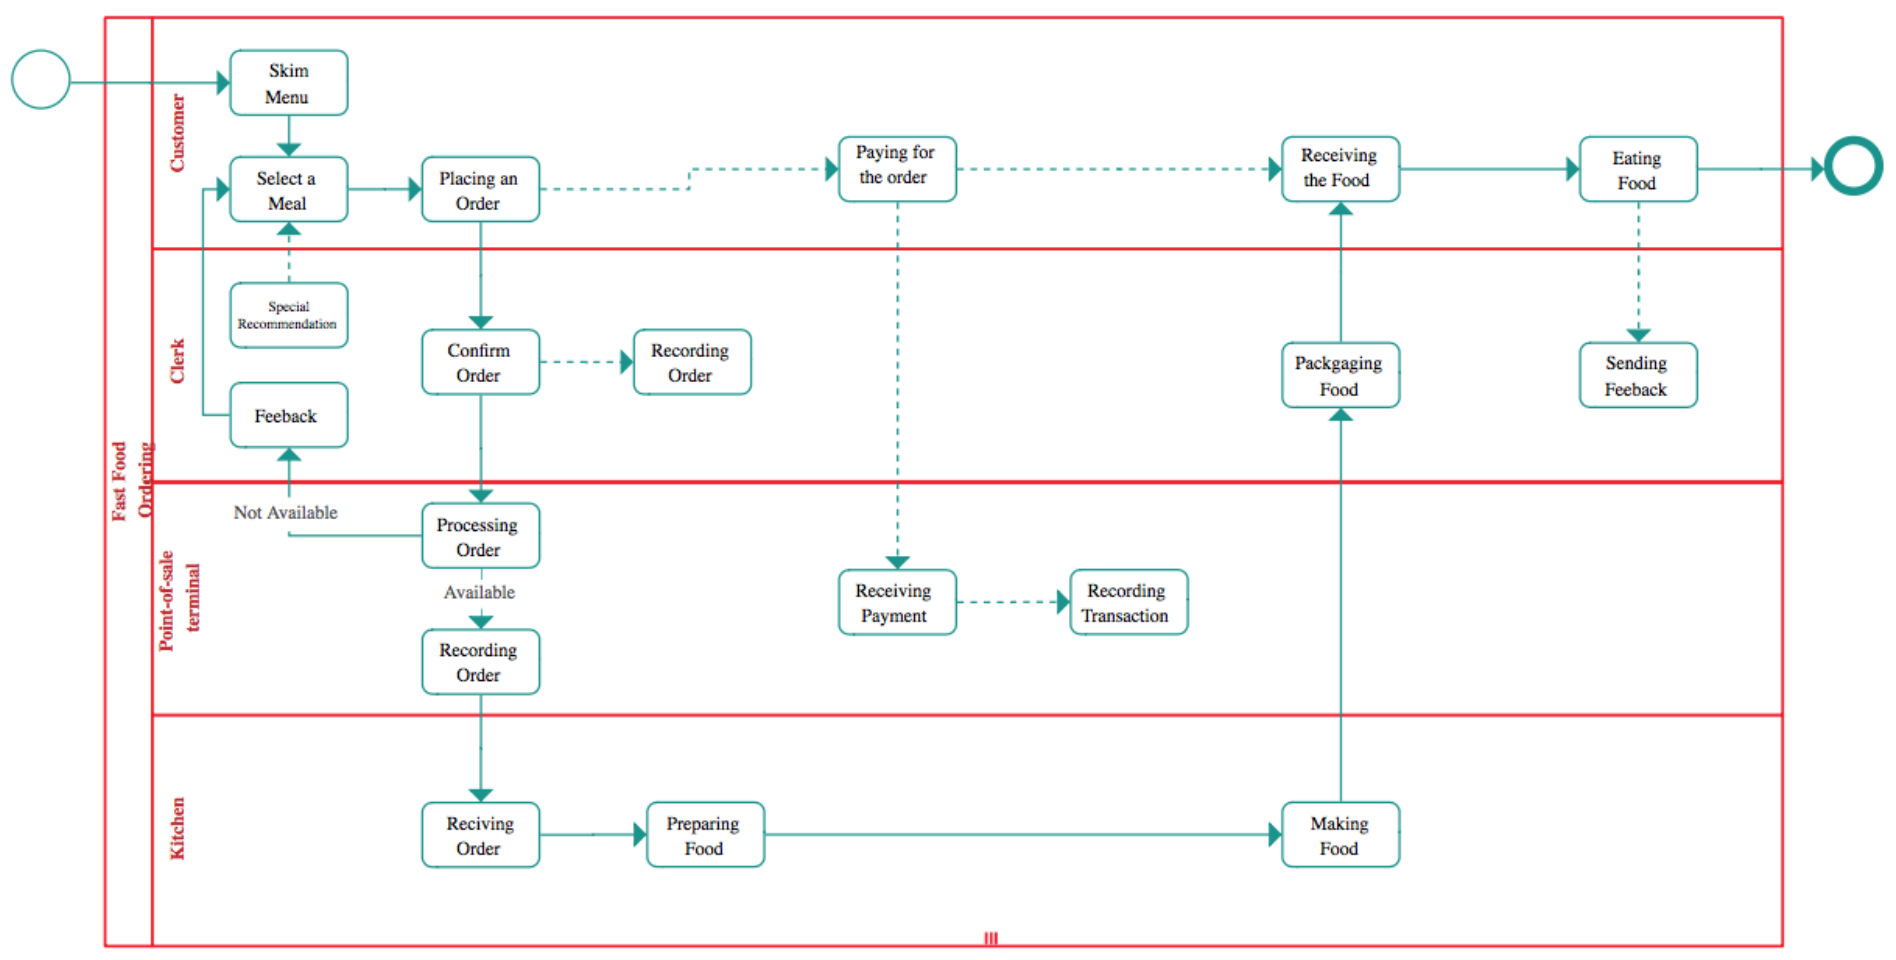 Fast Food
Ordering
Customer
Skim
Menu
Select a
Meal
Placing an
Order
Paying for
the order
Receiving
the Food
Eating
Food
Clerk
Special
Recommendation
Feeback
Confirm
Order
Recording
Order
Packgaging
Food
Sending
Feeback
Point-of-sale
terminal
Not Available
Processing
Order
Available
Recording
Order
Receiving
Payment
Recording
Transaction
Kitchen
Reciving
Order
Preparing
Food
Making
Food